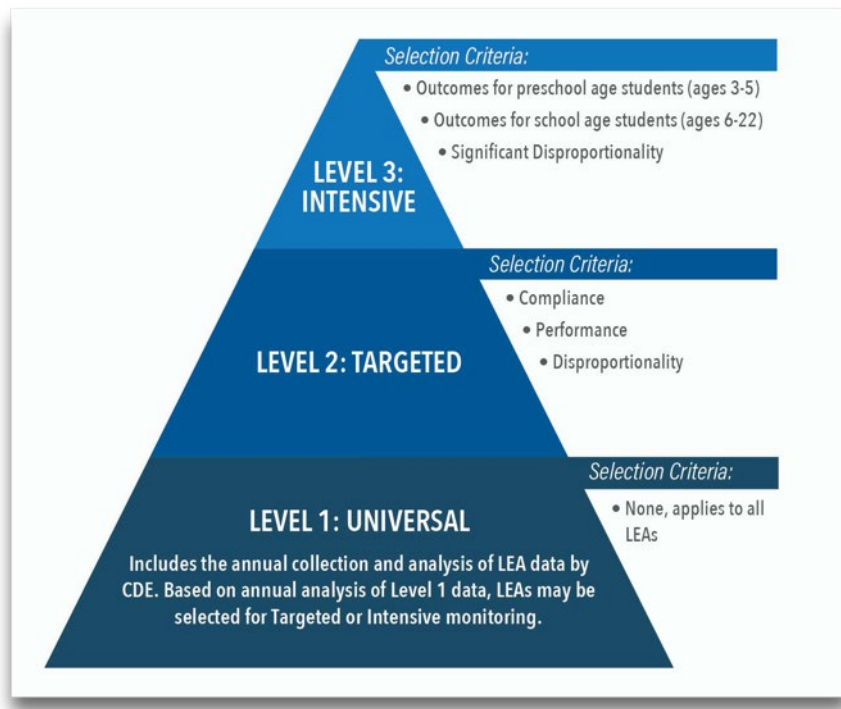 Selection Criteria:
• Outcomes for preschool age students (ages 3-5)
• Outcomes for school age students (ages 6-22)
• Significant Disproportionality
LEVEL 3:
INTENSIVE
Selection Criteria:
• Compliance
• Performance
• Disproportionality
LEVEL 2: TARGETED
Selection Criteria:
• None, applies to all
LEAs
LEVEL 1: UNIVERSAL
Includes the annual collection and analysis of LEA data by
CDE. Based on annual analysis of Level 1 data, LEAs may be
selected for Targeted or Intensive monitoring.